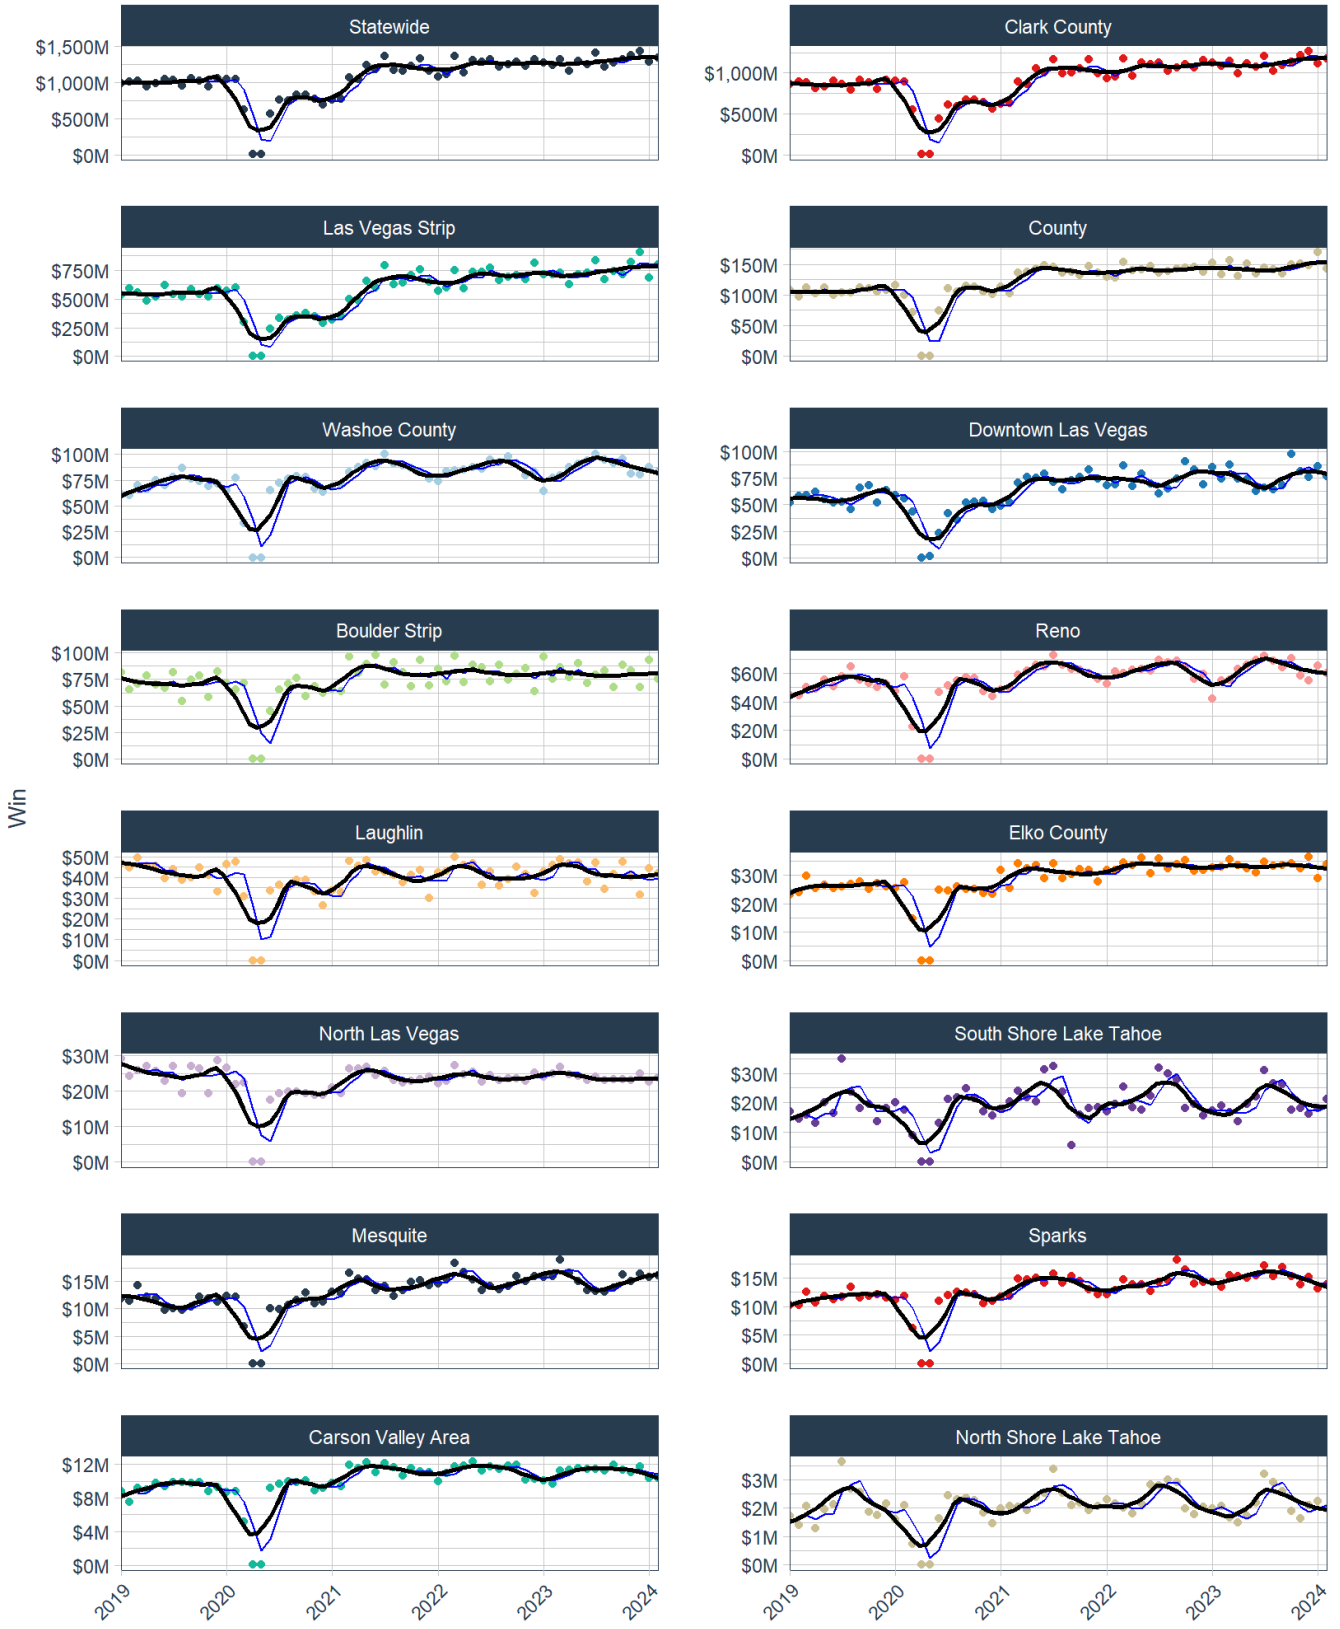 Statewide
Clark County
$1,500M
$1,000M
$500M
$0M
$1,000M
$500M
$0M
Las Vegas Strip
County
$750M
$500M
$250M
$0M
$150M
$100M
$50M
$0M
Washoe County
Downtown Las Vegas
$100M
$75M
$50M
$25M
$0M
$100M
$75M
$50M
$25M
$0M
Boulder Strip
Reno
$100M
$75M
$50M
$25M
$0M
$60M
$40M
$20M
$0M
Win
Laughlin
Elko County
$50M
$40M
$30M
$20M
$10M
$0M
$30M
$20M
$10M
$0M
North Las Vegas
South Shore Lake Tahoe
$30M
$20M
$10M
$0M
$30M
$20M
$10M
$0M
Mesquite
Sparks
$15M
$10M
$5M
$0M
$15M
$10M
$5M
$0M
Carson Valley Area
North Shore Lake Tahoe
$12M
$8M
$4M
$0M
$3M
$2M
$1M
$0M
2019 2020 2021 2022 2023 2024
2019 2020 2021 2022 2023 2024